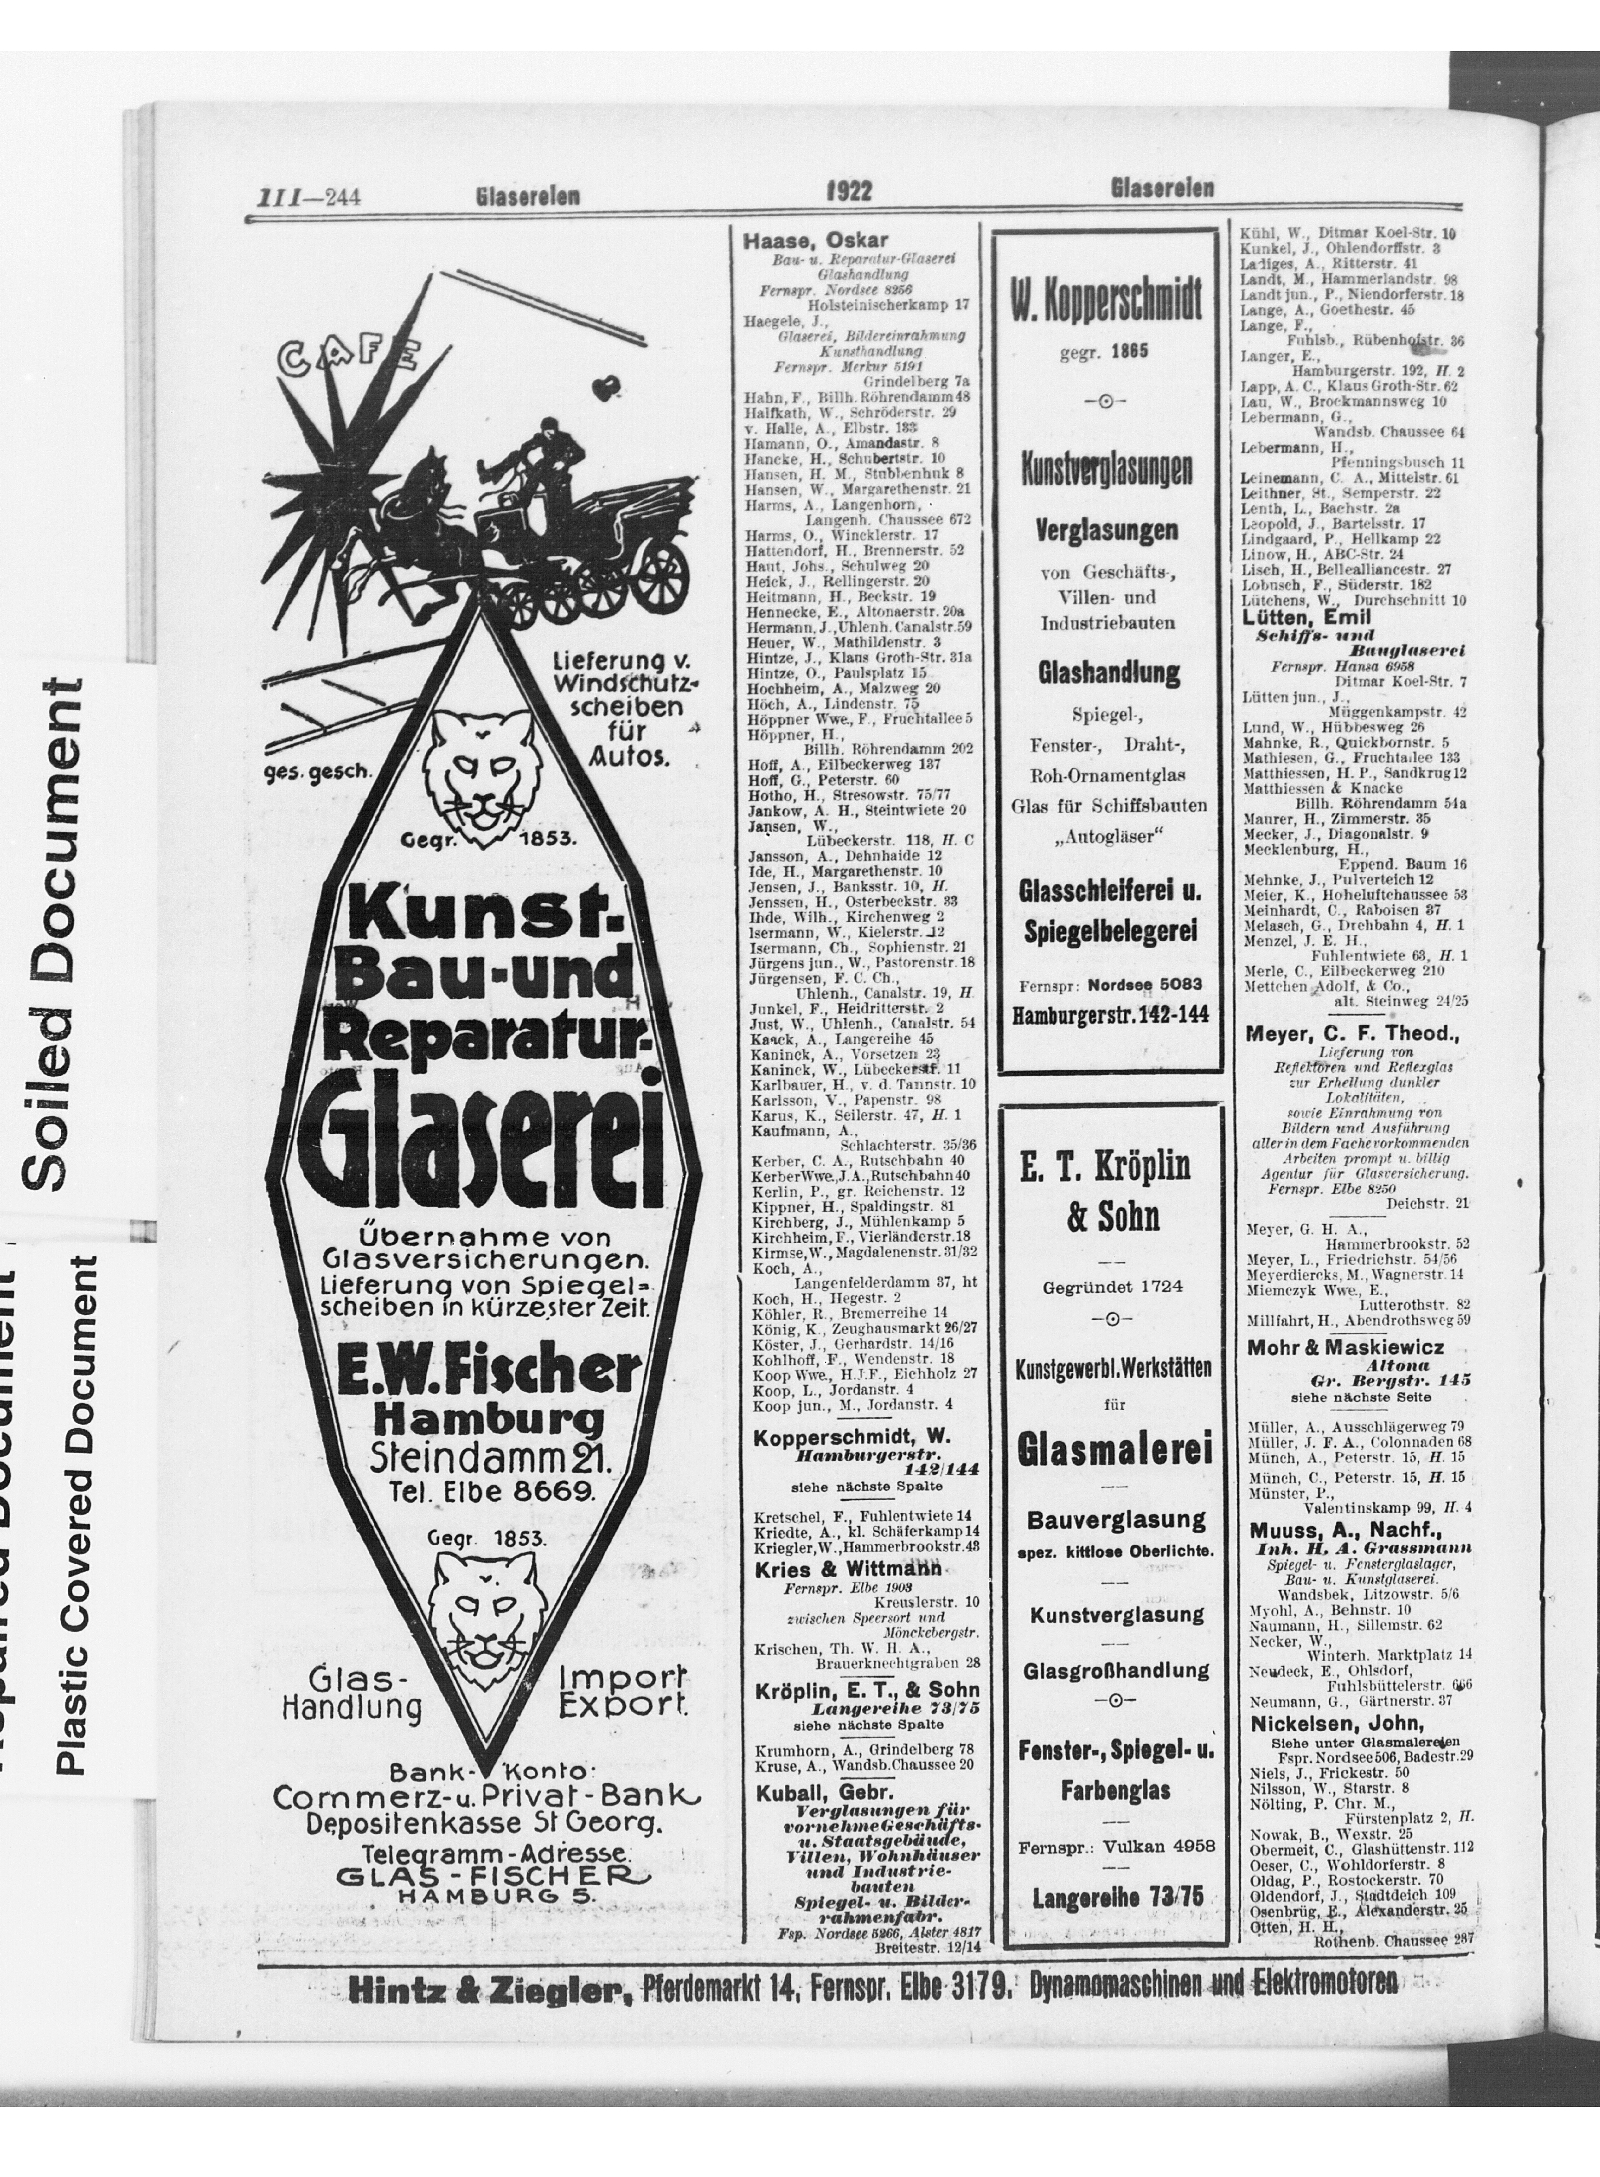 III—244
Glasereien
1922
Glasereien
CAFE
Lieferung v.
Windschutz-
scheiben
für
Autos.
ges. gesch.
Gegr. 1853.
Kunst-
Bau-und
Reparatur-
Glaserei
Übernahme von
Glasversicherungen.
Lieferung von Spiegel=
scheiben in kürzester Zeit.
E.W. Fischer
Hamburg
Steindamm 21.
Tel. Elbe 8669.
Gegr. 1853.
Glas-
Handlung
Import
Export.
Bank- Konto:
Commerz-u. Privat-Bank
Depositenkasse St Georg.
Telegramm-Adresse:
GLAS-FISCHER
HAMBURG 5.
Haase, Oskar
Bau- u. Reparatur-Glaserei
Glashandlung
Fernspr. Nordsee 8256
Holsteinischerkamp 17
Haegele, J.,
Glaserei, Bildereinrahmung
Kunsthandlung
Fernspr. Merkur 5191
Grindelberg 7a
Hahn, F., Billh. Röhrendamm 48
Halfkath, W., Schröderstr. 29
v. Halle, A., Elbstr. 133
Hamann, O., Amandastr. 8
Hancke, H., Schubertstr. 10
Hansen, H. M., Stubbenhuk 8
Hansen, W., Margarethenstr. 21
Harms, A., Langenhorn,
Langenh. Chaussee 672
Harms, O., Wincklerstr. 17
Hattendorf, H., Brennerstr. 52
Haut, Johs., Schulweg 20
Heick, J., Rellingerstr. 20
Heitmann, H., Beckstr. 19
Hennecke, E., Altonaerstr. 20a
Hermann, J., Uhlenh. Canalstr. 59
Heuer, W., Mathildenstr. 3
Hintze, J., Klaus Groth-Str. 31a
Hintze, O., Paulsplatz 15
Hochheim, A., Malzweg 20
Höch, A., Lindenstr. 75
Höppner Wwe., F., Fruchtallee 5
Höppner, H.,
Billh. Röhrendamm 202
Hoff, A., Eilbeckerweg 137
Hoff, G., Peterstr. 60
Hotho, H., Stresowstr. 75/77
Jankow, A. H., Steintwiete 20
Jansen, W.,
Lübeckerstr. 118, H. C
Jansson, A., Dehnhaide 12
Ide, H., Margarethenstr. 10
Jensen, J., Banksstr. 10, H.
Jenssen, H., Osterbeckstr. 33
Ihde, Wilh., Kirchenweg 2
Isermann, W., Kielerstr. 12
Isermann, Ch., Sophienstr. 21
Jürgens jun., W., Pastorenstr. 18
Jürgensen, F. C. Ch.,
Uhlenh., Canalstr. 19, H.
Junkel, F., Heidritterstr. 2
Just, W., Uhlenh., Canalstr. 54
Kaack, A., Langereihe 45
Kaninck, A., Vorsetzen 23
Kaninck, W., Lübeckerstr. 11
Karlbauer, H., v. d. Tannstr. 10
Karlsson, V., Papenstr. 98
Karus, K., Seilerstr. 47, H. 1
Kaufmann, A.,
Schlachterstr. 35/36
Kerber, C. A., Rutschbahn 40
Kerber Wwe., J.A., Rutschbahn 40
Kerlin, P., gr. Reichenstr. 12
Kippner, H., Spaldingstr. 81
Kirchberg, J., Mühlenkamp 5
Kirchheim, F., Vierländerstr. 18
Kirmse, W., Magdalenenstr. 31/32
Koch, A.,
Langenfelderdamm 37, ht
Koch, H., Hegestr. 2
Köhler, R., Bremerreihe 14
König, K., Zeughausmarkt 26/27
Köster, J., Gerhardstr. 14/16
Kohlhoff, F., Wendenstr. 18
Koop Wwe., H.J.F., Eichholz 27
Koop, L., Jordanstr. 4
Koop jun., M., Jordanstr. 4
Kopperschmidt, W.
Hamburgerstr.
142/144
siehe nächste Spalte
Kretschel, F., Fuhlentwiete 14
Kriedte, A., kl. Schäferkamp 14
Kriegler, W., Hammerbrookstr. 43
Kries & Wittmann
Fernspr. Elbe 1903
Kreuslerstr. 10
zwischen Speersort und
Mönckebergstr.
Krischen, Th. W. H. A.,
Brauerknechtgraben 28
Kröplin, E. T., & Sohn
Langereihe 73/75
siehe nächste Spalte
Krumhorn, A., Grindelberg 78
Kruse, A., Wandsb. Chaussee 20
Kuball, Gebr.
Verglasungen für
vornehme Geschäfts-
u. Staatsgebäude,
Villen, Wohnhäuser
und Industrie-
bauten
Spiegel- u. Bilder-
rahmenfabr.
Fsp. Nordsee 5266, Alster 4817
Breitestr. 12/14
W. Kopperschmidt
gegr. 1865
Kunstverglasungen
Verglasungen
von Geschäfts-,
Villen- und
Industriebauten
Glashandlung
Spiegel-,
Fenster-, Draht-,
Roh-Ornamentglas
Glas für Schiffsbauten
„Autogläser“
Glasschleiferei u.
Spiegelbelegerei
Fernspr: Nordsee 5083
Hamburgerstr. 142-144
E. T. Kröplin
& Sohn
Gegründet 1724
Kunstgewerbl. Werkstätten
für
Glasmalerei
Bauverglasung
spez. kittlose Oberlichte.
Kunstverglasung
Glasgroßhandlung
Fenster-, Spiegel- u.
Farbenglas
Fernspr.: Vulkan 4958
Langereihe 73/75
Kühl, W., Ditmar Koel-Str. 10
Kunkel, J., Ohlendorffstr. 3
Ladiges, A., Ritterstr. 41
Landt, M., Hammerlandstr. 98
Landt jun., P., Niendorferstr. 18
Lange, A., Goethestr. 45
Lange, F.,
Fuhlsb., Rübenhofstr. 36
Langer, E.,
Hamburgerstr. 192, H. 2
Lapp, A. C., Klaus Groth-Str. 62
Lau, W., Brockmannsweg 10
Lebermann, G.,
Wandsb. Chaussee 64
Lebermann, H.,
Pfenningsbusch 11
Leinemann, C. A., Mittelstr. 61
Leithner, St., Semperstr. 22
Lenth, L., Bachstr. 2a
Leopold, J., Bartelsstr. 17
Lindgaard, P., Hellkamp 22
Linow, H., ABC-Str. 24
Lisch, H., Bellealliancestr. 27
Lobusch, F., Süderstr. 182
Lütchens, W., Durchschnitt 10
Lütten, Emil
Schiffs- und
Bauglaserei
Fernspr. Hansa 6958
Ditmar Koel-Str. 7
Lütten jun., J.,
Müggenkampstr. 42
Lund, W., Hübbesweg 26
Mahnke, R., Quickbornstr. 5
Mathiesen, G., Fruchtallee 133
Matthiessen, H. P., Sandkrug 12
Matthiessen & Knacke
Billh. Röhrendamm 54a
Maurer, H., Zimmerstr. 35
Mecker, J., Diagonalstr. 9
Mecklenburg, H.,
Eppend. Baum 16
Mehnke, J., Pulverteich 12
Meier, K., Hoheluftchaussee 53
Meinhardt, C., Raboisen 37
Melasch, G., Drehbahn 4, H. 1
Menzel, J. E. H.,
Fuhlentwiete 63, H. 1
Merle, C., Eilbeckerweg 210
Mettchen Adolf, & Co.,
alt. Steinweg 24/25
Meyer, C. F. Theod.,
Lieferung von
Reflektoren und Reflexglas
zur Erhellung dunkler
Lokalitäten,
sowie Einrahmung von
Bildern und Ausführung
aller in dem Fache vorkommenden
Arbeiten prompt u. billig
Agentur für Glasversicherung.
Fernspr. Elbe 8250
Deichstr. 21
Meyer, G. H. A.,
Hammerbrookstr. 52
Meyer, L., Friedrichstr. 54/56
Meyerdiercks, M., Wagnerstr. 14
Miemczyk Wwe., E.,
Lutterothstr. 82
Millfahrt, H., Abendrothsweg 59
Mohr & Maskiewicz
Altona
Gr. Bergstr. 145
siehe nächste Seite
Müller, A., Ausschlägerweg 79
Müller, J. F. A., Colonnaden 68
Münch, A., Peterstr. 15, H. 15
Münch, C., Peterstr. 15, H. 15
Münster, P.,
Valentinskamp 99, H. 4
Muuss, A., Nachf.,
Inh. H. A. Grassmann
Spiegel- u. Fensterglaslager,
Bau- u. Kunstglaserei.
Wandsbek, Litzowstr. 5/6
Myohl, A., Behnstr. 10
Naumann, H., Sillemstr. 62
Necker, W.,
Winterh. Marktplatz 14
Neudeck, E., Ohlsdorf,
Fuhlsbüttelerstr. 666
Neumann, G., Gärtnerstr. 37
Nickelsen, John,
Siehe unter Glasmalereien
Fspr. Nordsee 506, Badestr. 29
Niels, J., Frickestr. 50
Nilsson, W., Starstr. 8
Nölting, P. Chr. M.,
Fürstenplatz 2, H.
Nowak, B., Wexstr. 25
Obermeit, C., Glashüttenstr. 112
Oeser, C., Wohldorferstr. 8
Oldag, P., Rostockerstr. 70
Oldendorf, J., Stadtdeich 109
Osenbrüg, E., Alexanderstr. 25
Otten, H. H.,
Rothenb. Chaussee 287
Hintz & Ziegler, Pferdemarkt 14, Fernspr. Elbe 3179. Dynamomaschinen und Elektromotoren
Soiled Document
Plastic Covered Document